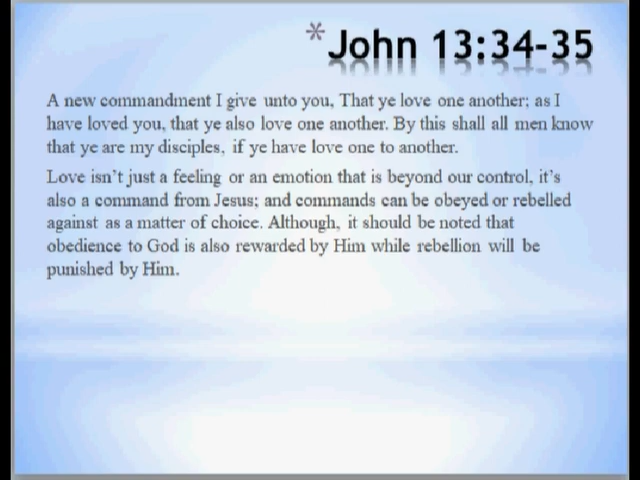 *John 13:34-35
A new commandment I give unto you, That ye love one another; as I
have loved you, that ye also love one another. By this shall all men know
that ye are my disciples, if ye have love one to another.
Love isn't just a feeling or an emotion that is beyond our control, it's
also a command from Jesus; and commands can be obeyed or rebelled
against as a matter of choice. Although, it should be noted that
obedience to God is also rewarded by Him while rebellion will be
punished by Him.